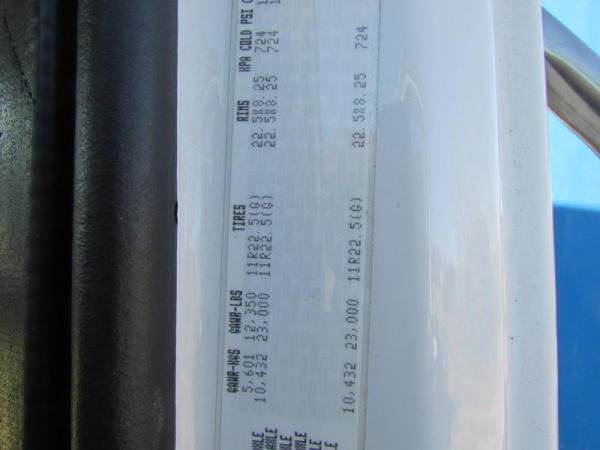 GAWR-KGS GAWR-LBS TIRES RIMS KPA COLD PSI
5,601 12,350 11R22.5(G) 22.5X8.25 724
10,432 23,000 11R22.5(G) 22.5X8.25 724
10,432 23,000 11R22.5(G) 22.5X8.25 724